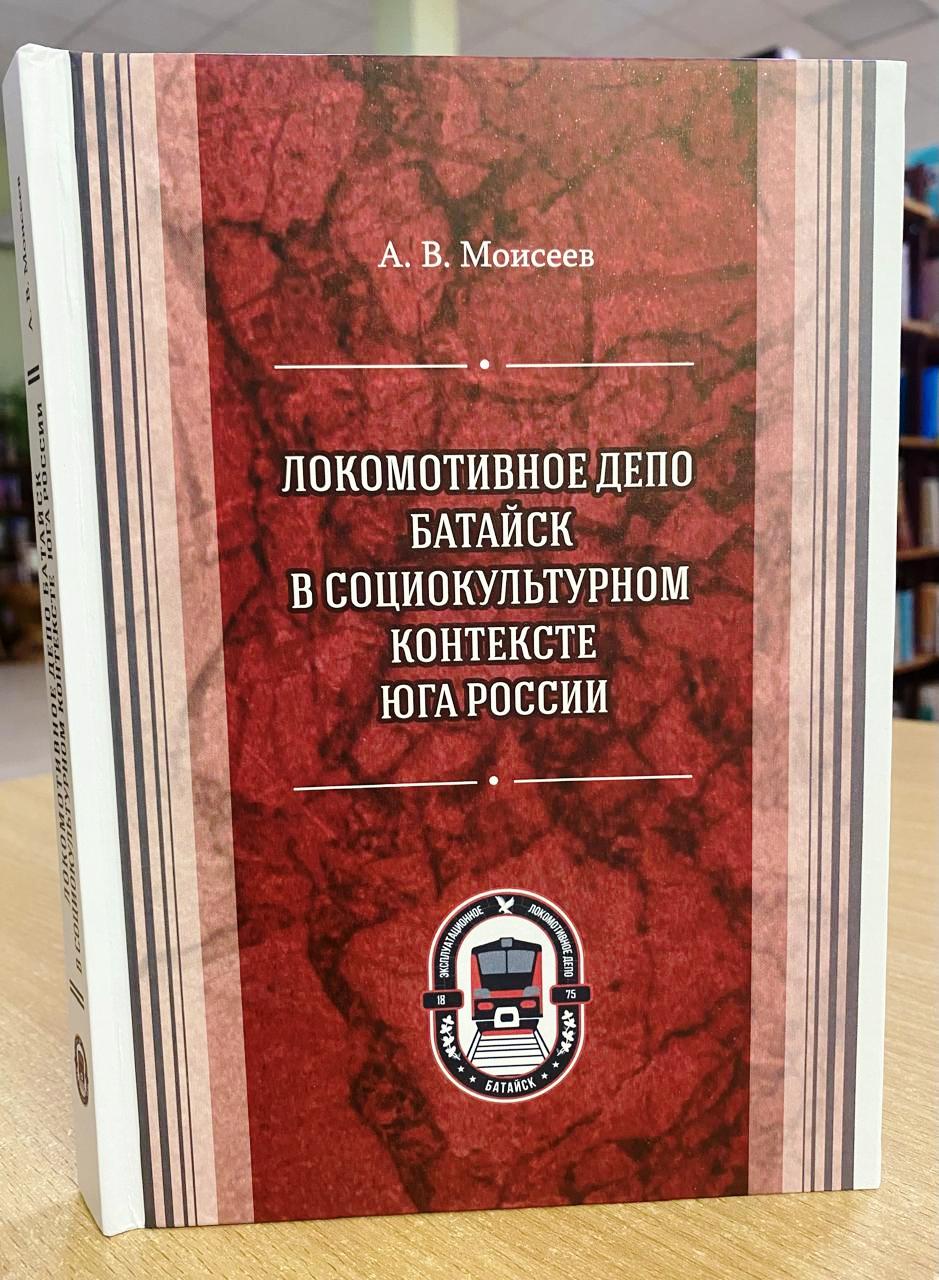 А. В. Моисеев
ЛОКОМОТИВНОЕ ДЕПО
БАТАЙСК
В СОЦИОКУЛЬТУРНОМ
КОНТЕКСТЕ
ЮГА РОССИИ
ЭКСПЛУАТАЦИОННОЕ ЛОКОМОТИВНОЕ ДЕПО
18 75
БАТАЙСК
А. В. Моисеев
ЛОКОМОТИВНОЕ ДЕПО БАТАЙСК
В СОЦИОКУЛЬТУРНОМ КОНТЕКСТЕ ЮГА РОССИИ